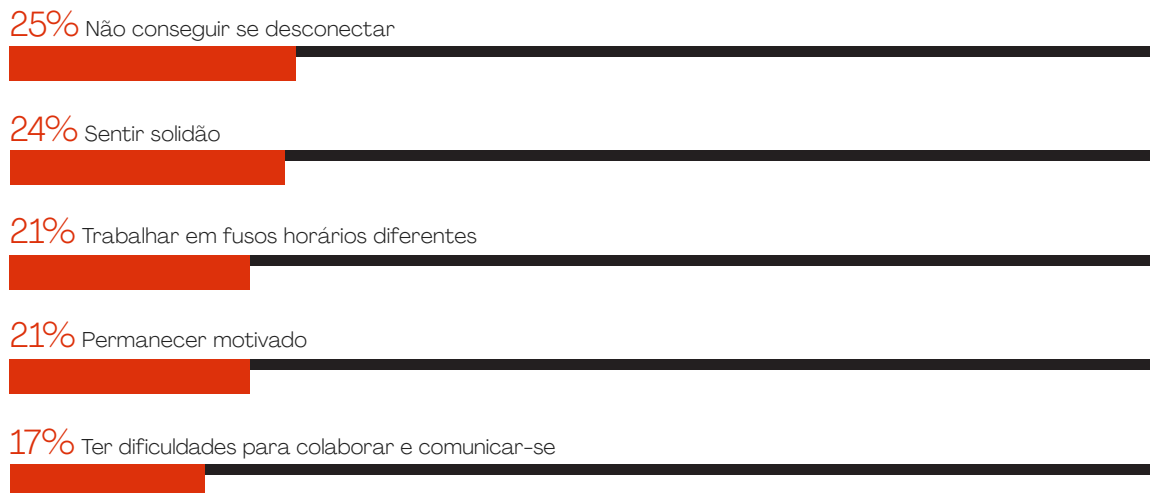 25% Não conseguir se desconectar
24% Sentir solidão
21% Trabalhar em fusos horários diferentes
21% Permanecer motivado
17% Ter dificuldades para colaborar e comunicar-se